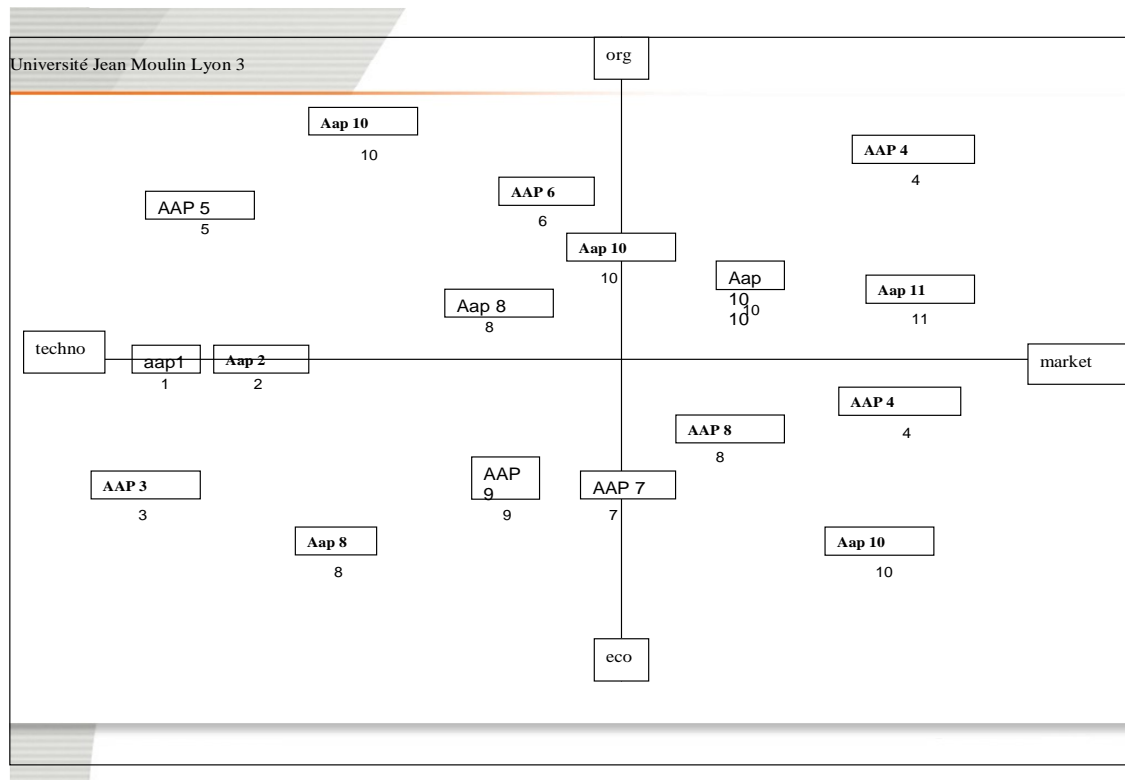 org
Université Jean Moulin Lyon 3
Aap 10
10
AAP 4
4
AAP 6
6
AAP 5
5
Aap 10
10
Aap
10
10
10
Aap 11
11
Aap 8
8
techno
aap1
1
Aap 2
2
market
AAP 4
4
AAP 8
8
AAP
9
9
AAP 3
3
AAP 7
7
Aap 8
8
Aap 10
10
eco